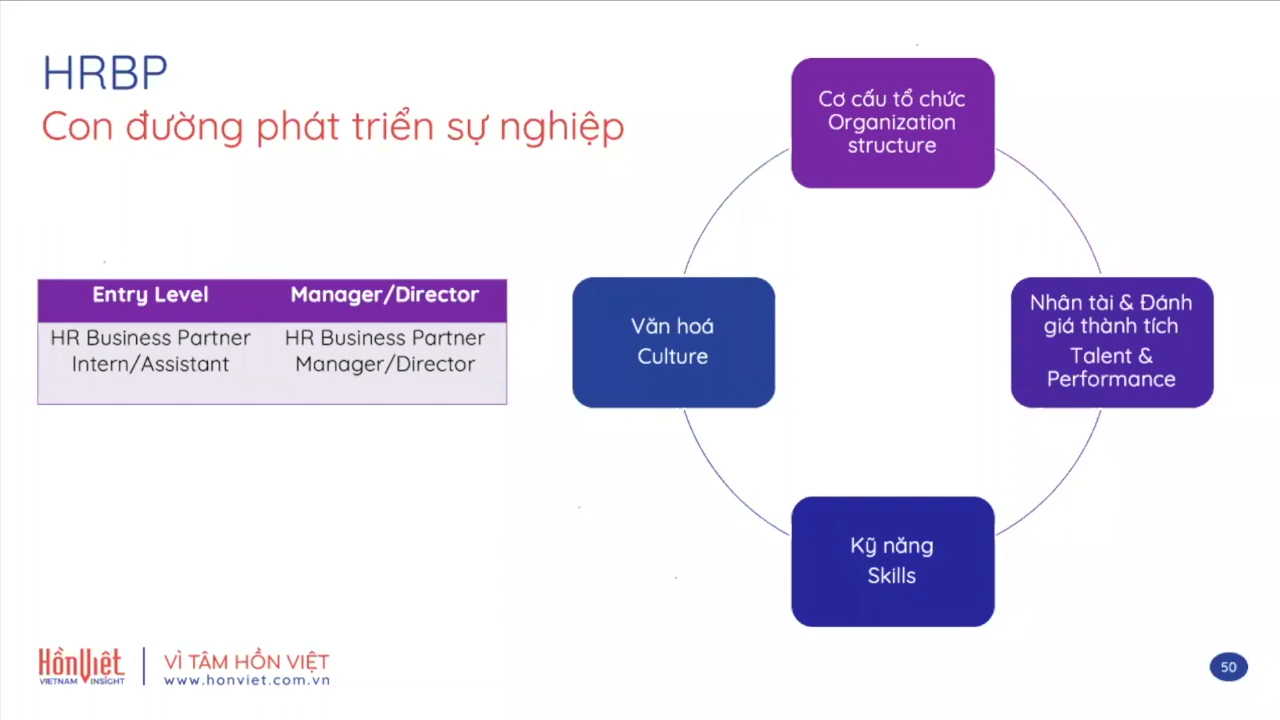 HRBP
Con đường phát triển sự nghiệp
Entry Level
Manager/Director
HR Business Partner
Intern/Assistant
HR Business Partner
Manager/Director
Cơ cấu tổ chức
Organization
structure
Nhân tài & Đánh
giá thành tích
Talent &
Performance
Kỹ năng
Skills
Văn hoá
Culture
HồnViệt
VIETNAM INSIGHT
VÌ TÂM HỒN VIỆT
www.honviet.com.vn
50